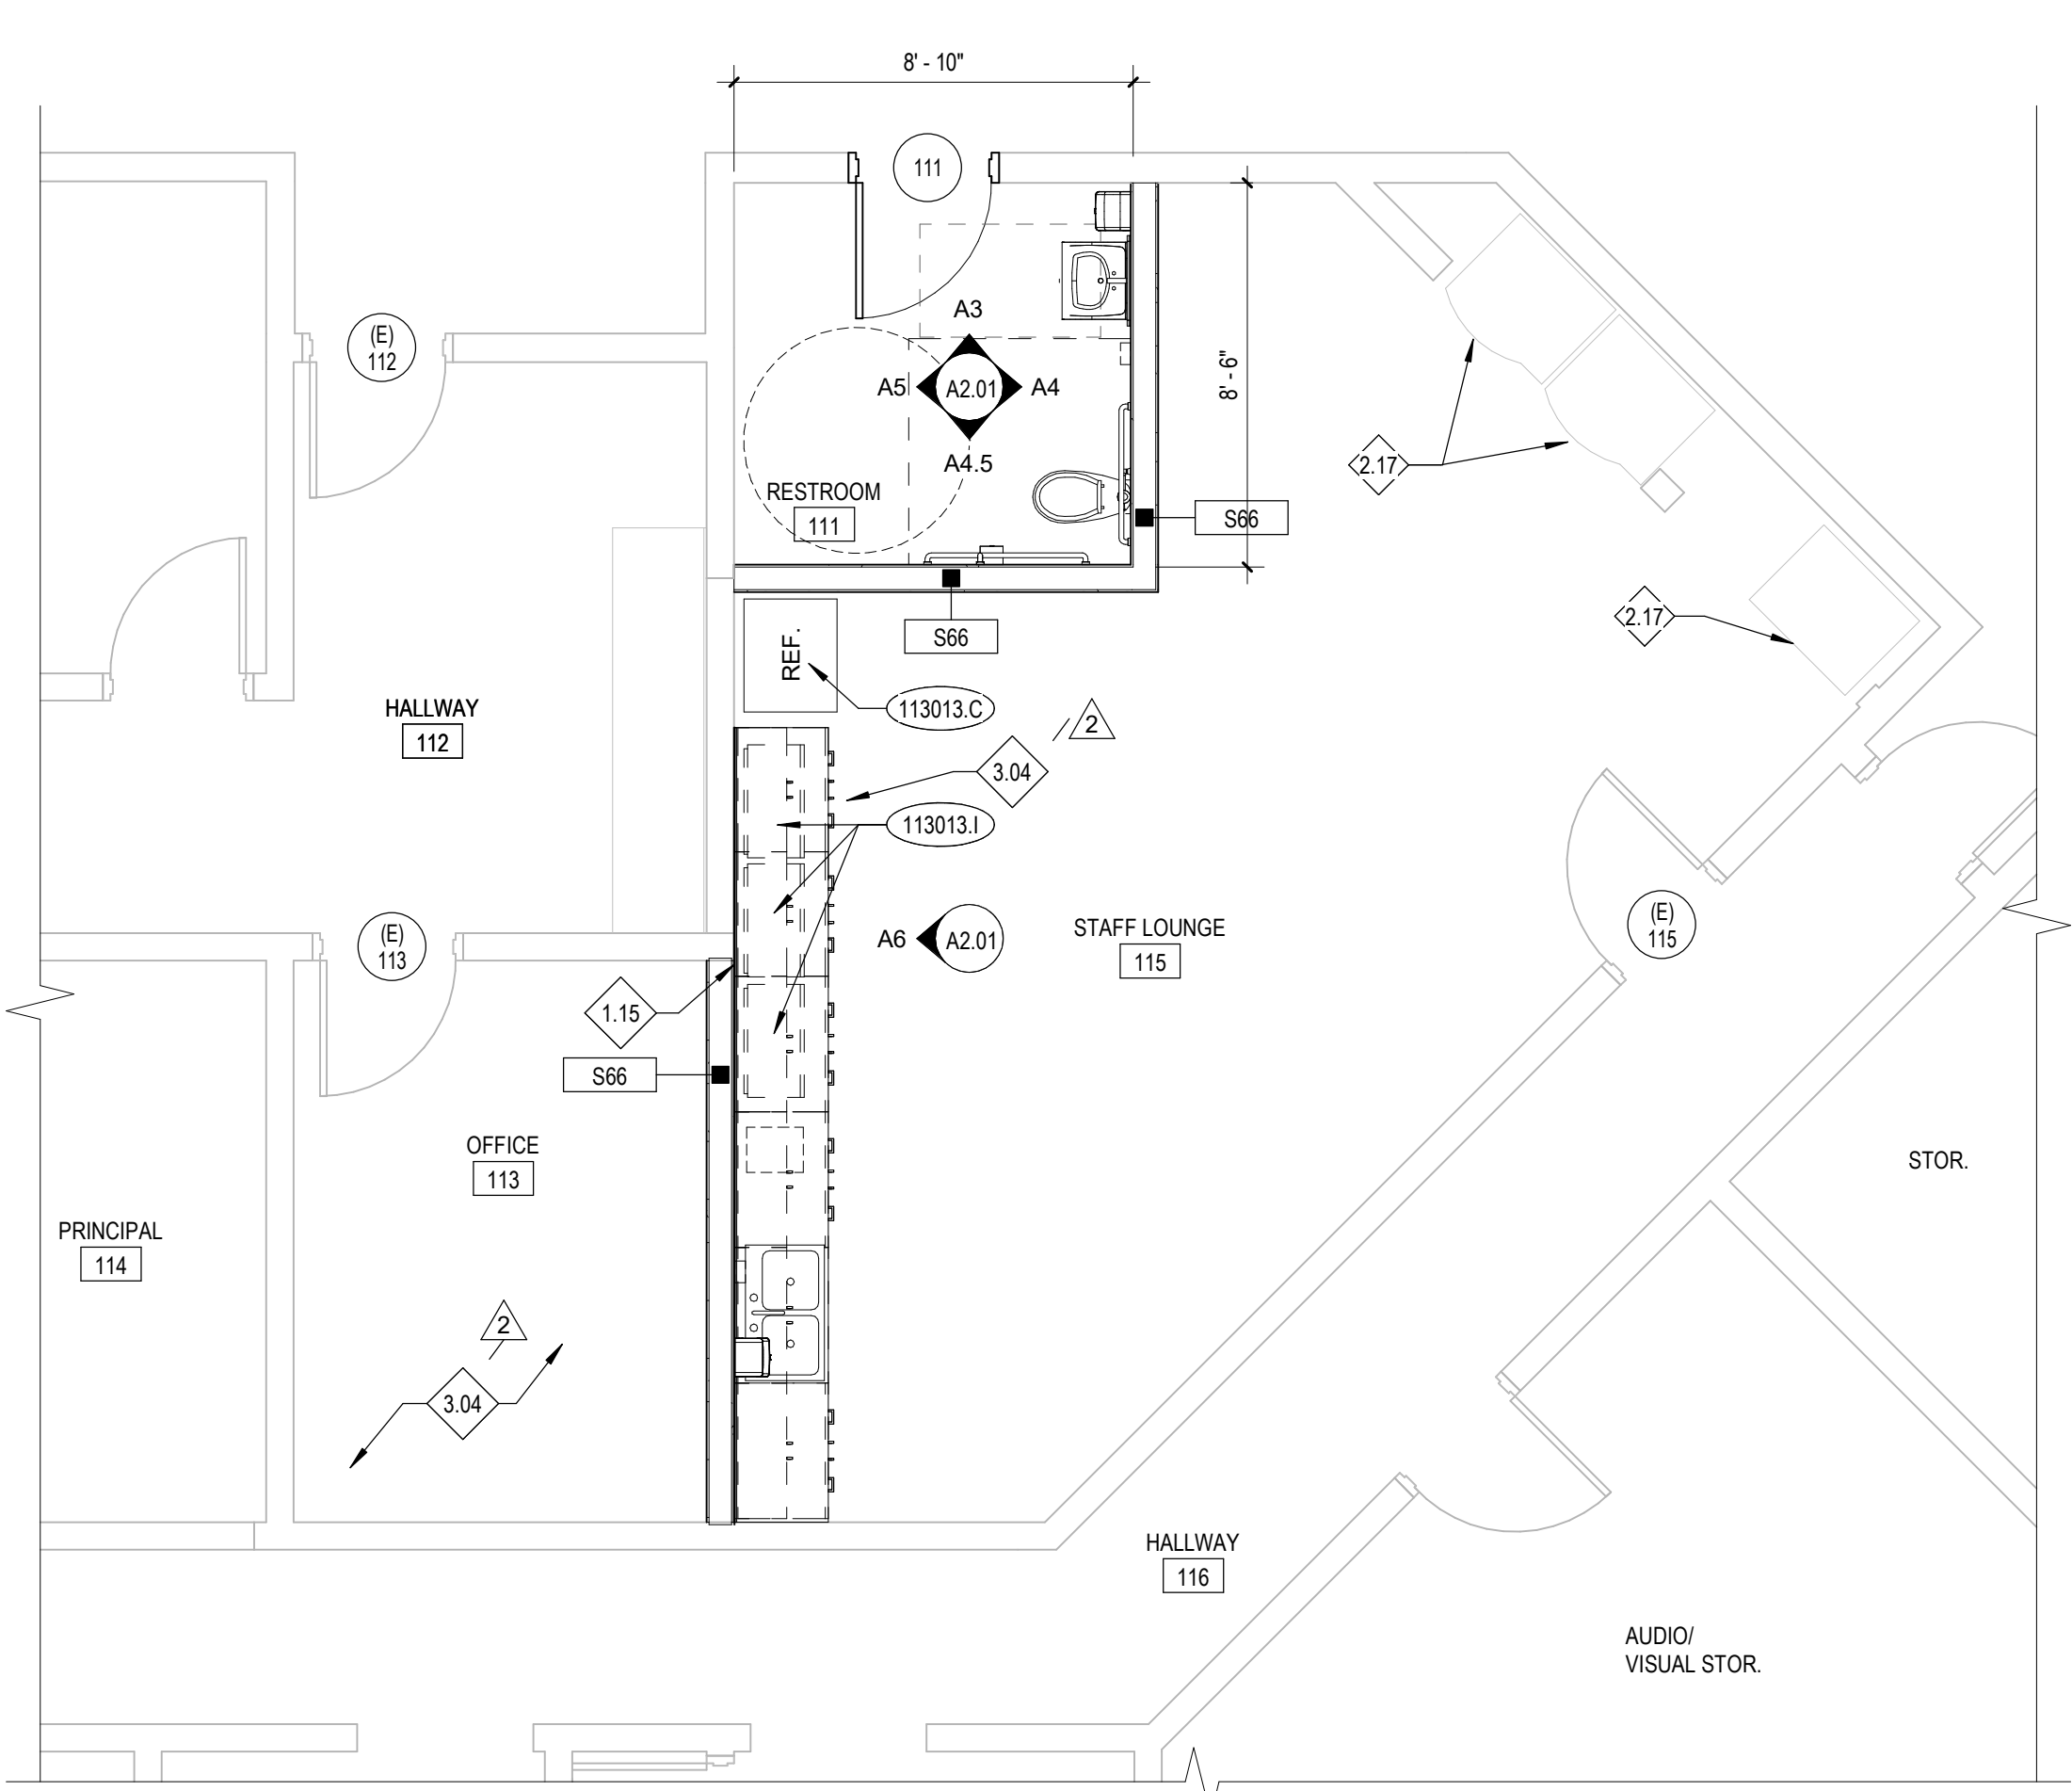 8' - 10"
111
(E)
112
A3
A5
A2.01
A4
A4.5
8' - 6"
RESTROOM
111
2.17
S66
S66
2.17
REF.
113013.C
HALLWAY
112
2
3.04
113013.I
(E)
113
A6
A2.01
STAFF LOUNGE
115
(E)
115
1.15
S66
OFFICE
113
STOR.
PRINCIPAL
114
2
3.04
HALLWAY
116
AUDIO/
VISUAL STOR.